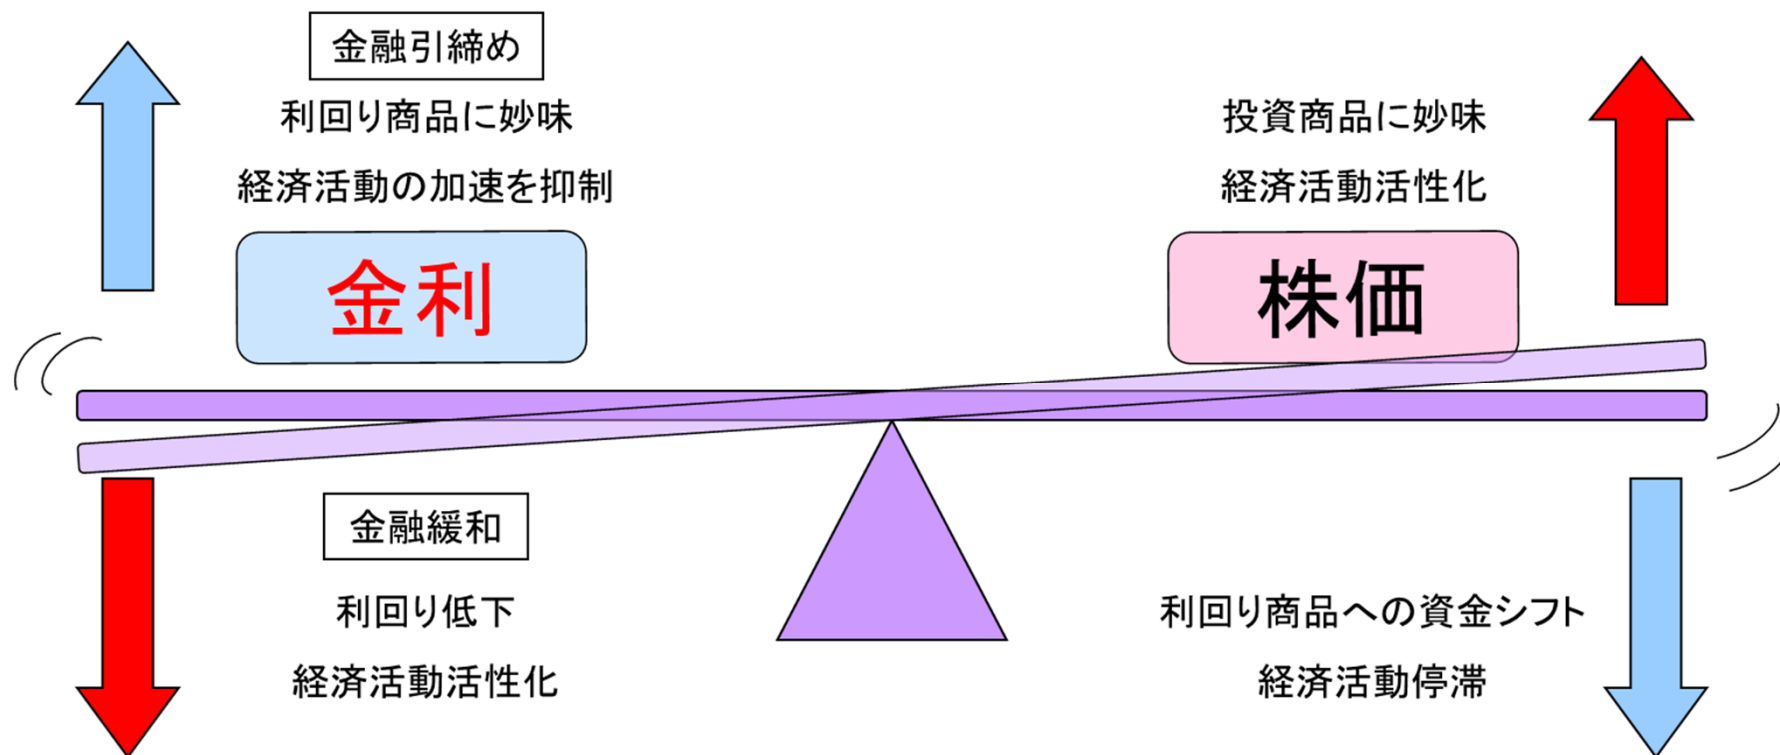 金融引締め
利回り商品に妙味
経済活動の加速を抑制
金利
投資商品に妙味
経済活動活性化
株価
金融緩和
利回り低下
経済活動活性化
利回り商品への資金シフト
経済活動停滞